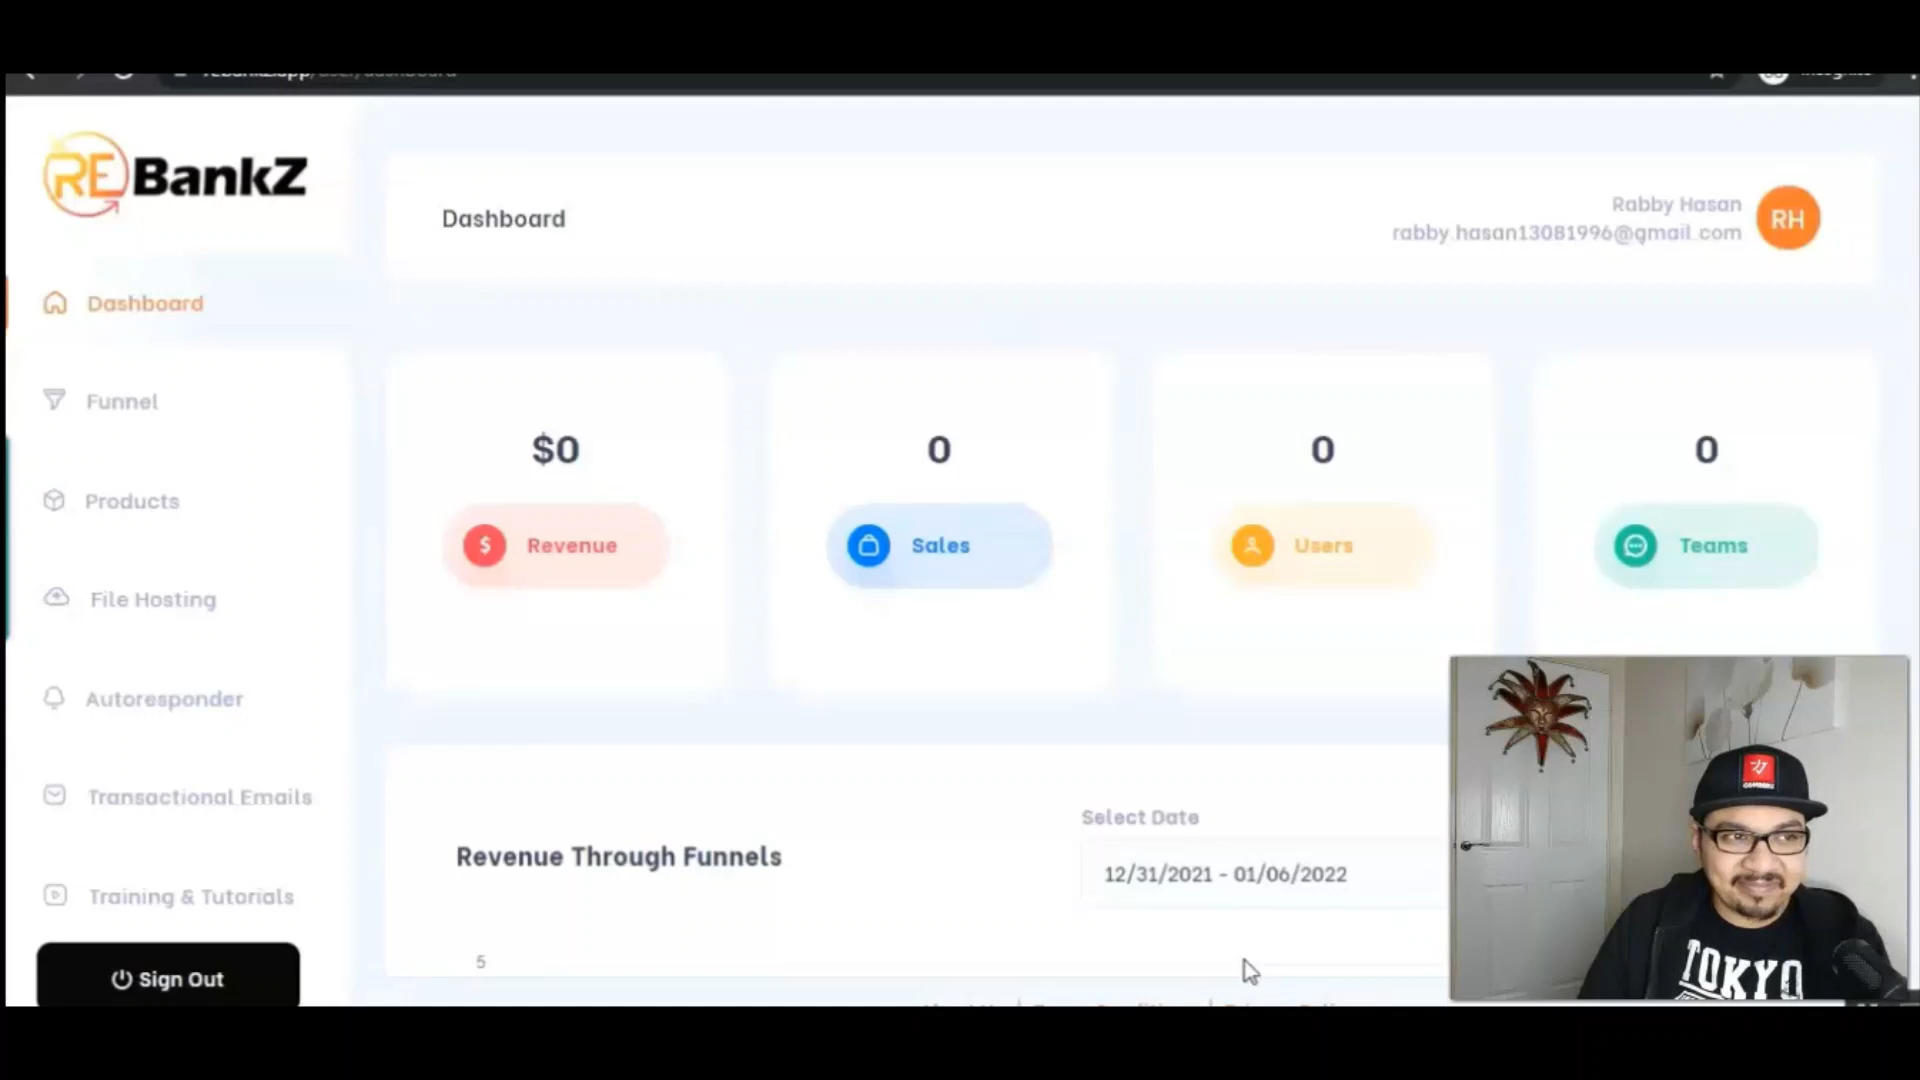 REBankZ
Dashboard
Rabby Hasan
rabby.hasan13081996@gmail.com
RH
Dashboard
Funnel
Products
File Hosting
Autoresponder
Transactional Emails
Training & Tutorials
Sign Out
$0
Revenue
0
Sales
0
Users
0
Teams
Revenue Through Funnels
Select Date
12/31/2021 - 01/06/2022
5
TOKYO